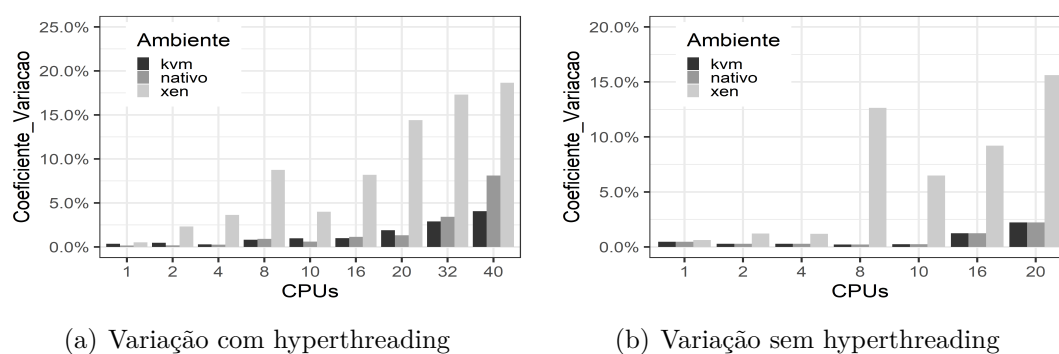 25.0%
20.0%
15.0%
10.0%
5.0%
0.0%
Coeficiente_Variacao
Ambiente
kvm
nativo
xen
1 2 4 8 10 16 20 32 40
CPUs
(a) Variação com hyperthreading
20.0%
15.0%
10.0%
5.0%
0.0%
Coeficiente_Variacao
Ambiente
kvm
nativo
xen
1 2 4 8 10 16 20
CPUs
(b) Variação sem hyperthreading